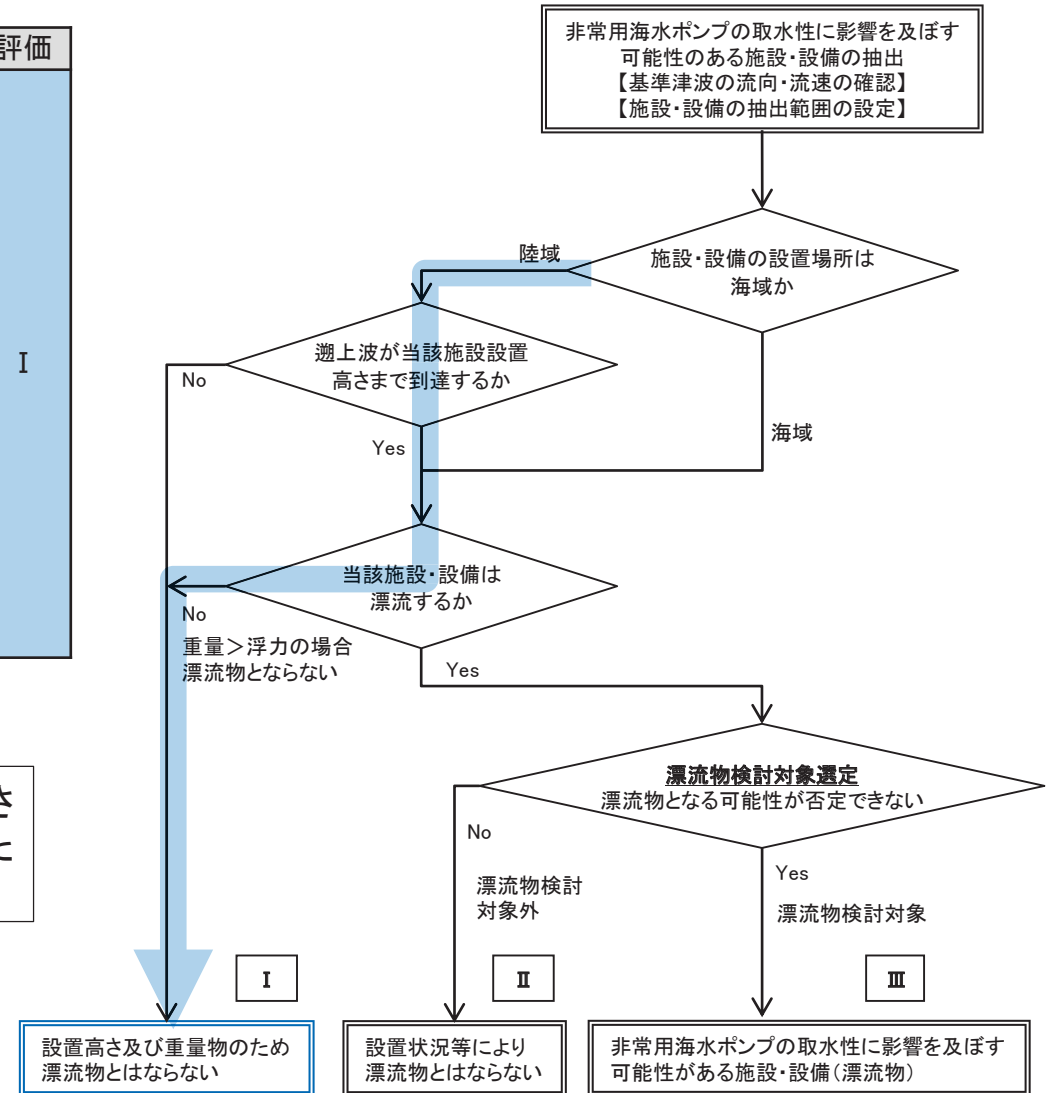 評価
Ⅰ
さ
に
非常用海水ポンプの取水性に影響を及ぼす
可能性のある施設・設備の抽出
【基準津波の流向・流速の確認】
【施設・設備の抽出範囲の設定】
施設・設備の設置場所は
海域か
陸域
海域
遡上波が当該施設設置
高さまで到達するか
No
Yes
当該施設・設備は
漂流するか
No
重量＞浮力の場合
漂流物とならない
Yes
漂流物検討対象選定
漂流物となる可能性が否定できない
No
漂流物検討
対象外
Yes
漂流物検討対象
Ⅰ
Ⅱ
Ⅲ
設置高さ及び重量物のため
漂流物とはならない
設置状況等により
漂流物とはならない
非常用海水ポンプの取水性に影響を及ぼす
可能性がある施設・設備（漂流物）